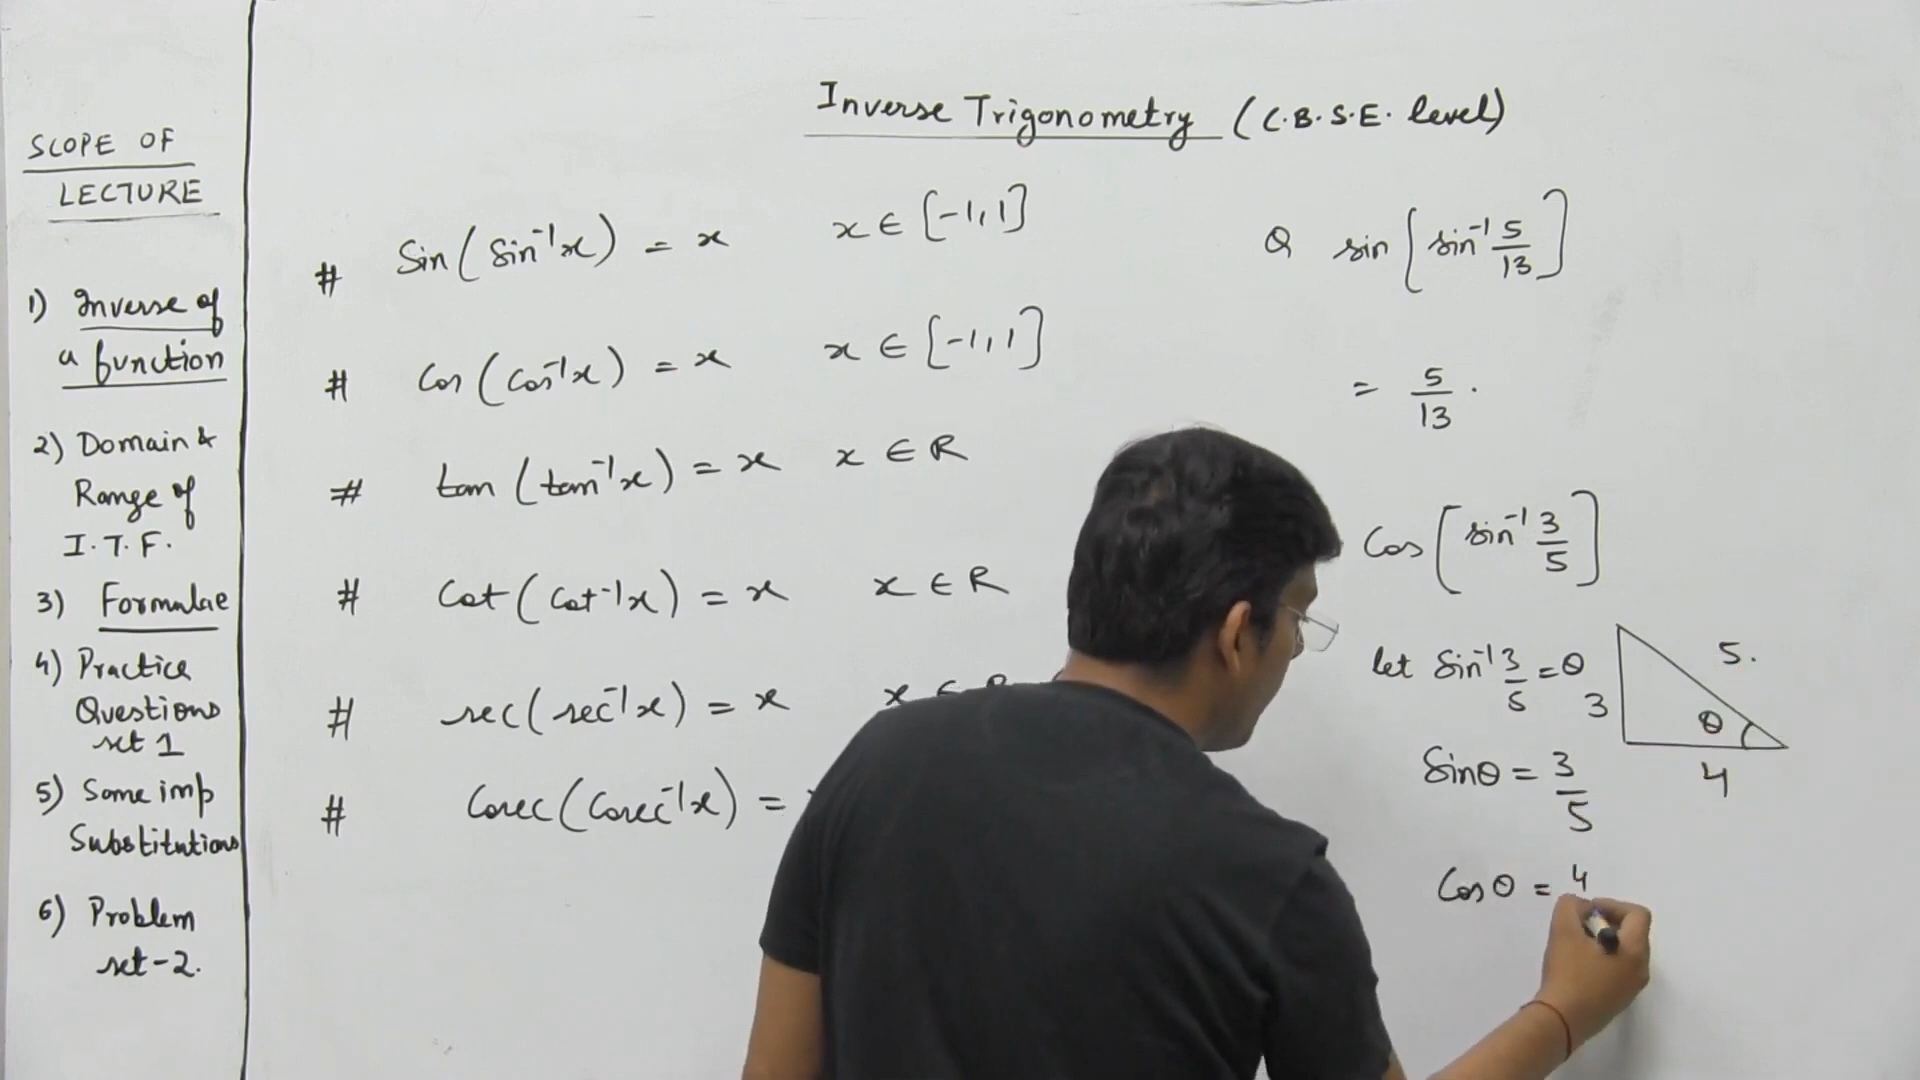 Inverse Trigonometry (C.B.S.E. level)
SCOPE OF
LECTURE
1) Inverse of
a function
2) Domain &
Range of
I.T.F.
3) Formulae
4) Practice
Questions
set 1
5) Some imp
Substitutions
6) Problem
set-2.
# Sin(Sin⁻¹x) = x x ∈ [-1,1]
# Cos(Cos⁻¹x) = x x ∈ [-1,1]
# tan(tan⁻¹x) = x x ∈ R
# Cot(Cot⁻¹x) = x x ∈ R
# sec(sec⁻¹x) = x x ∈
# Cosec(Cosec⁻¹x) =
Q sin[sin⁻¹ 5/13]
= 5/13.
Cos[sin⁻¹ 3/5]
let Sin⁻¹ 3/5 = θ
3
5.
θ
4
Sinθ = 3/5
Cosθ = 4